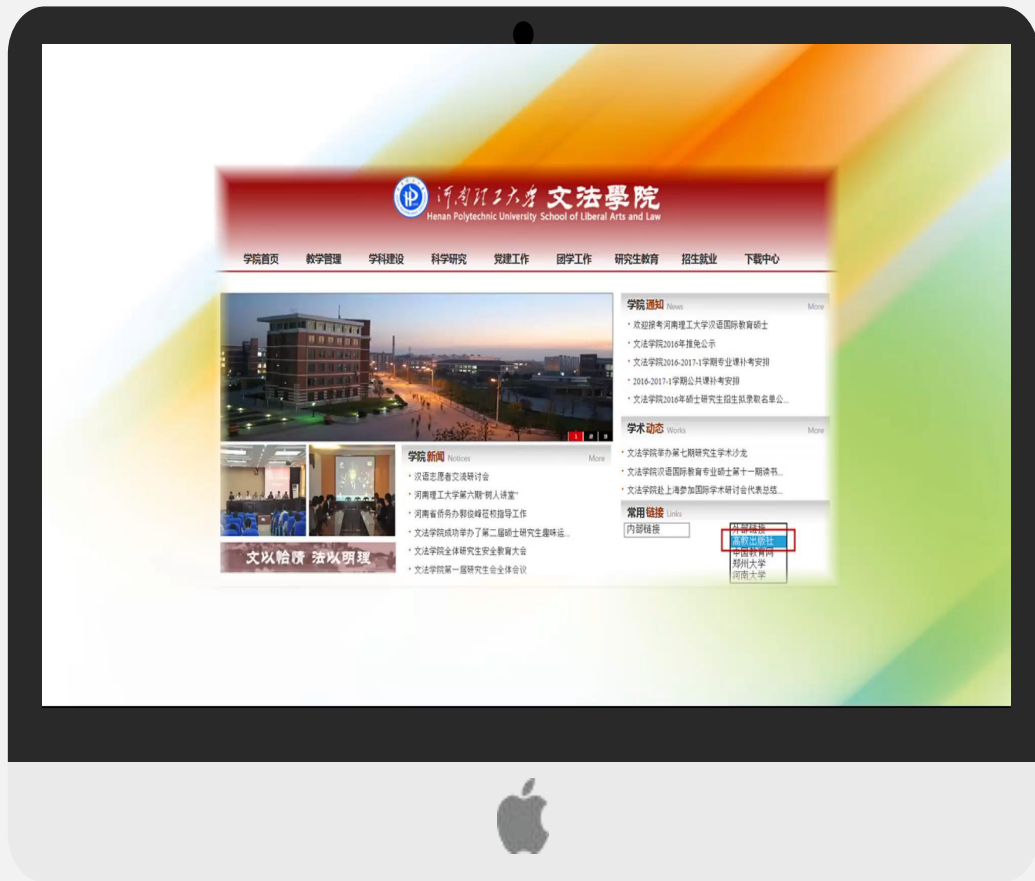 河南理工大学 文法學院
Henan Polytechnic University School of Liberal Arts and Law
学院首页 教学管理 学科建设 科学研究 党建工作 团学工作 研究生教育 招生就业 下载中心
学院通知 News More
·欢迎报考河南理工大学汉语国际教育硕士
·文法学院2016年推免公示
·文法学院2016-2017-1学期专业课补考安排
·2016-2017-1学期公共课补考安排
·文法学院2016年硕士研究生招生拟录取名单公...
学术动态 Works More
·文法学院举办第七期研究生学术沙龙
·文法学院汉语国际教育专业硕士第十一期读书...
·文法学院赴上海参加国际学术研讨会代表总结...
学院新闻 Notices More
·汉语志愿者交流研讨会
·河南理工大学第六期“树人讲堂”
·河南省侨务办郭俊峰莅校指导工作
·文法学院成功举办了第二届硕士研究生趣味运...
·文法学院全体研究生安全教育大会
·文法学院第一届研究生会全体会议
文以哈情 法以明理
常用链接 Links
内部链接
外部链接
高教出版社
中国教育网
郑州大学
河南大学